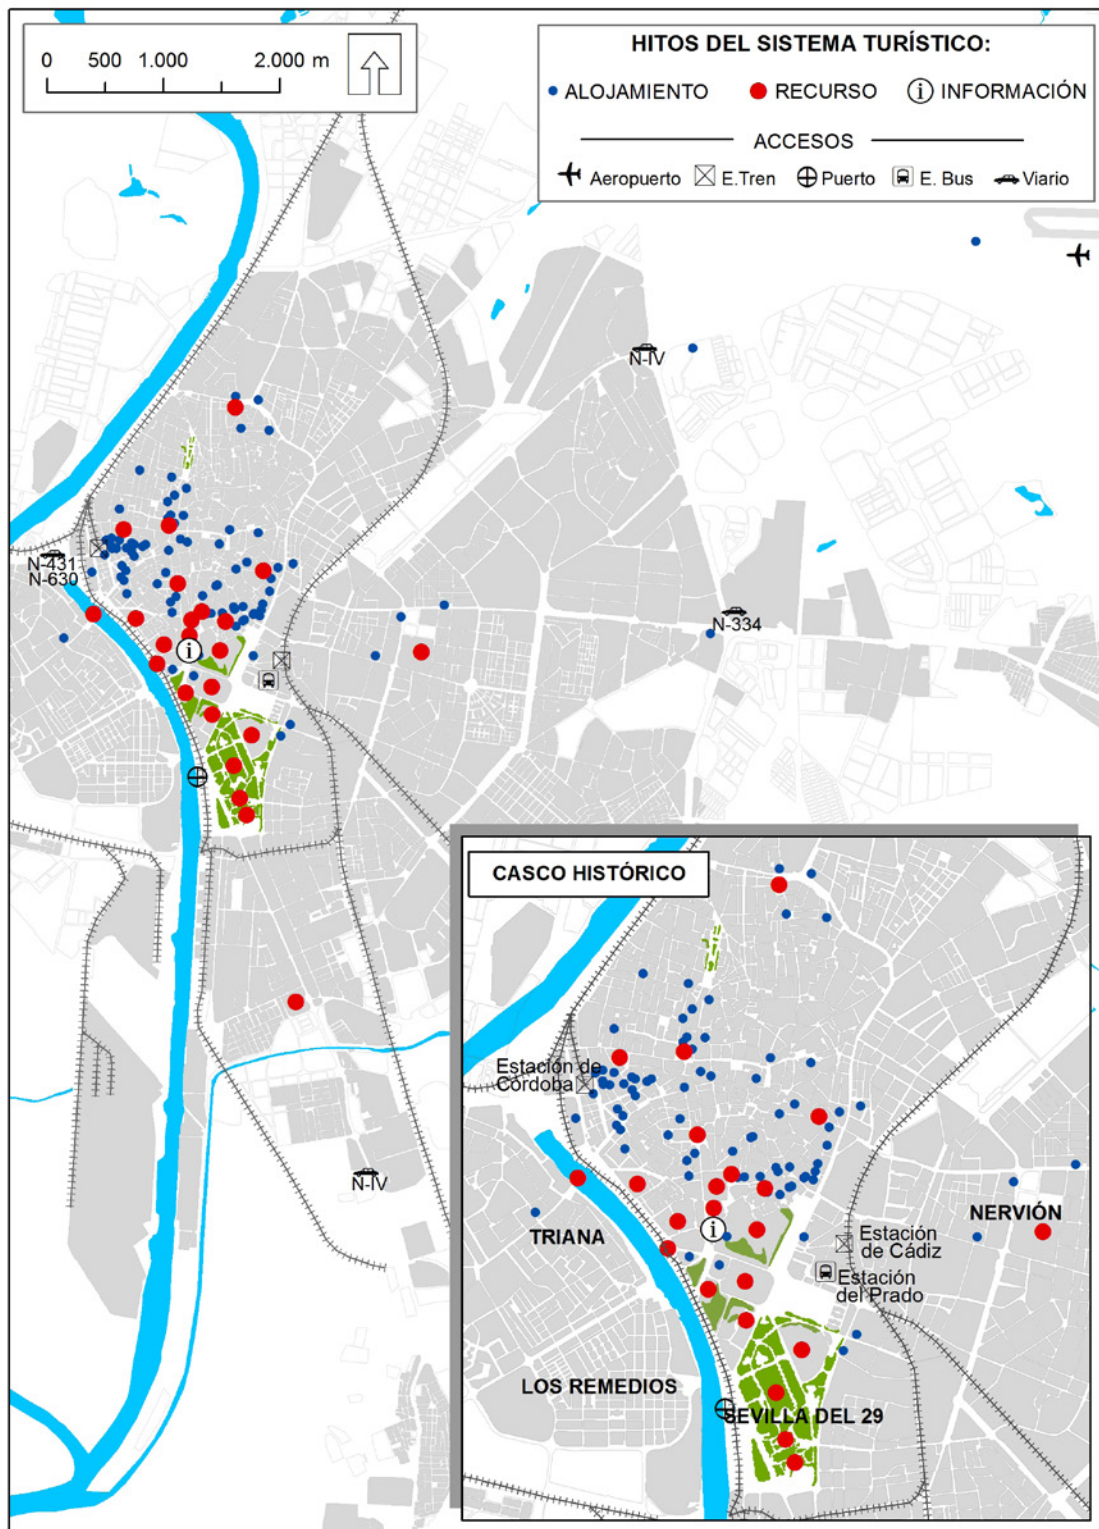 0 500 1.000 2.000 m
HITOS DEL SISTEMA TURÍSTICO:
ALOJAMIENTO RECURSO i INFORMACIÓN
ACCESOS
Aeropuerto E.Tren Puerto E. Bus Viario
N-IV
N-431
N-630
N-334
i
N-IV
CASCO HISTÓRICO
Estación de
Córdoba
TRIANA
i
NERVIÓN
Estación
de Cádiz
Estación
del Prado
LOS REMEDIOS
SEVILLA DEL 29